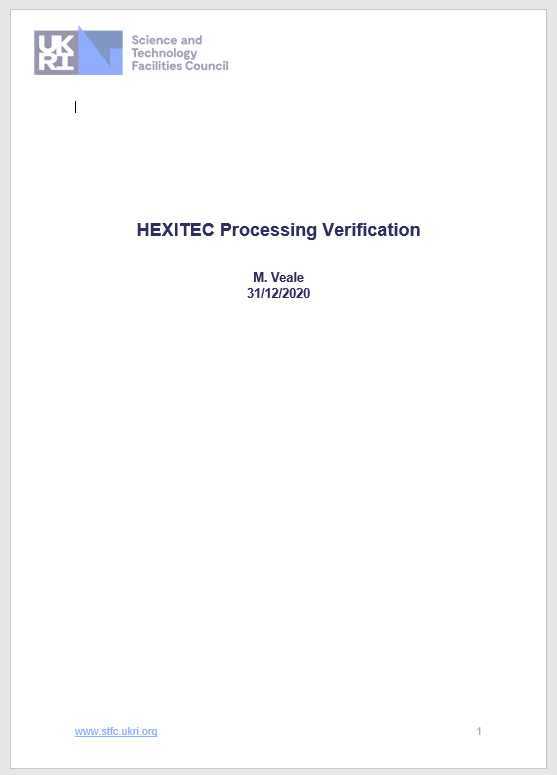 UK
RI
Science and
Technology
Facilities Council
HEXITEC Processing Verification
M. Veale
31/12/2020
www.stfc.ukri.org
1